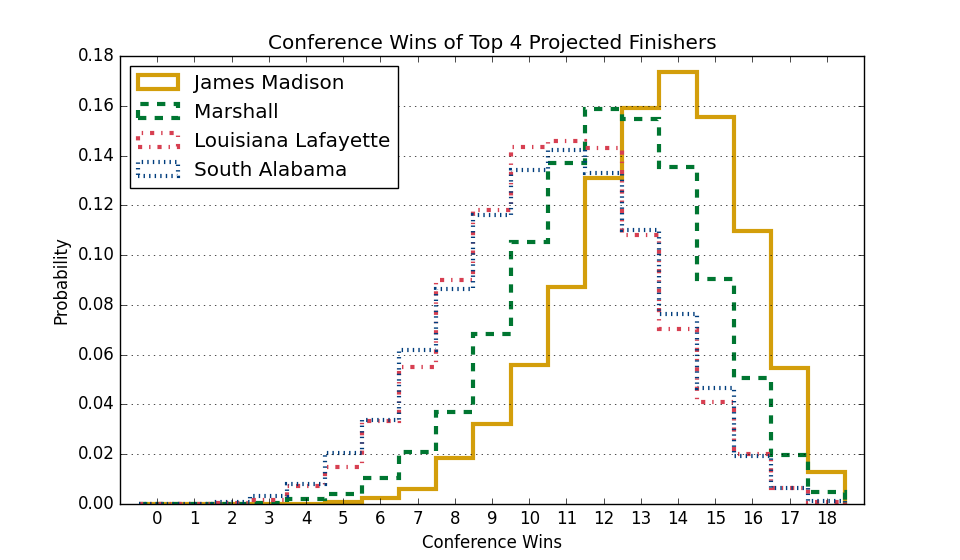 Conference Wins of Top 4 Projected Finishers
James Madison
Marshall
Louisiana Lafayette
South Alabama
Probability
0.18
0.16
0.14
0.12
0.10
0.08
0.06
0.04
0.02
0.00
0 1 2 3 4 5 6 7 8 9 10 11 12 13 14 15 16 17 18
Conference Wins